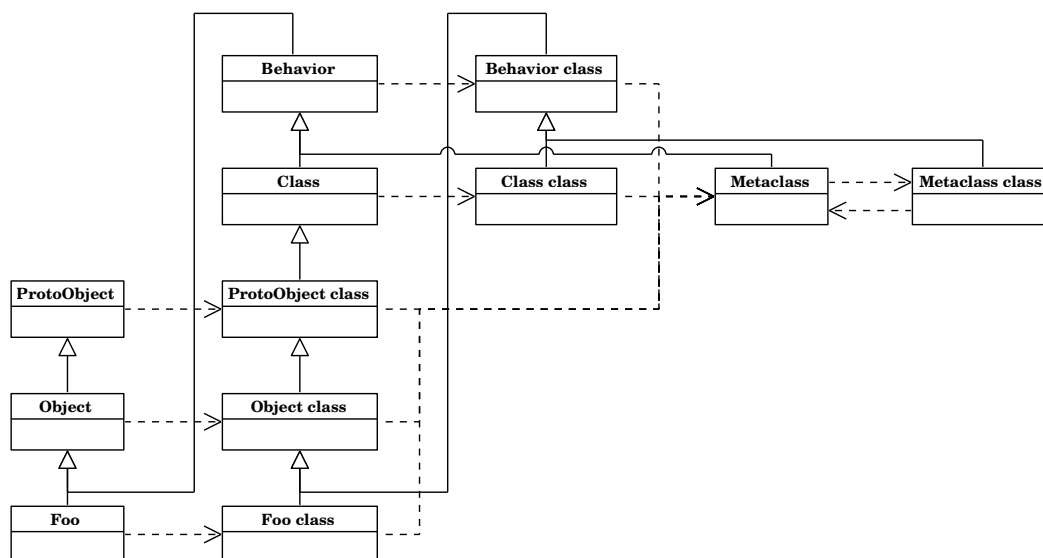 Behavior
Behavior class
Class
Class class
Metaclass
Metaclass class
ProtoObject
ProtoObject class
Object
Object class
Foo
Foo class